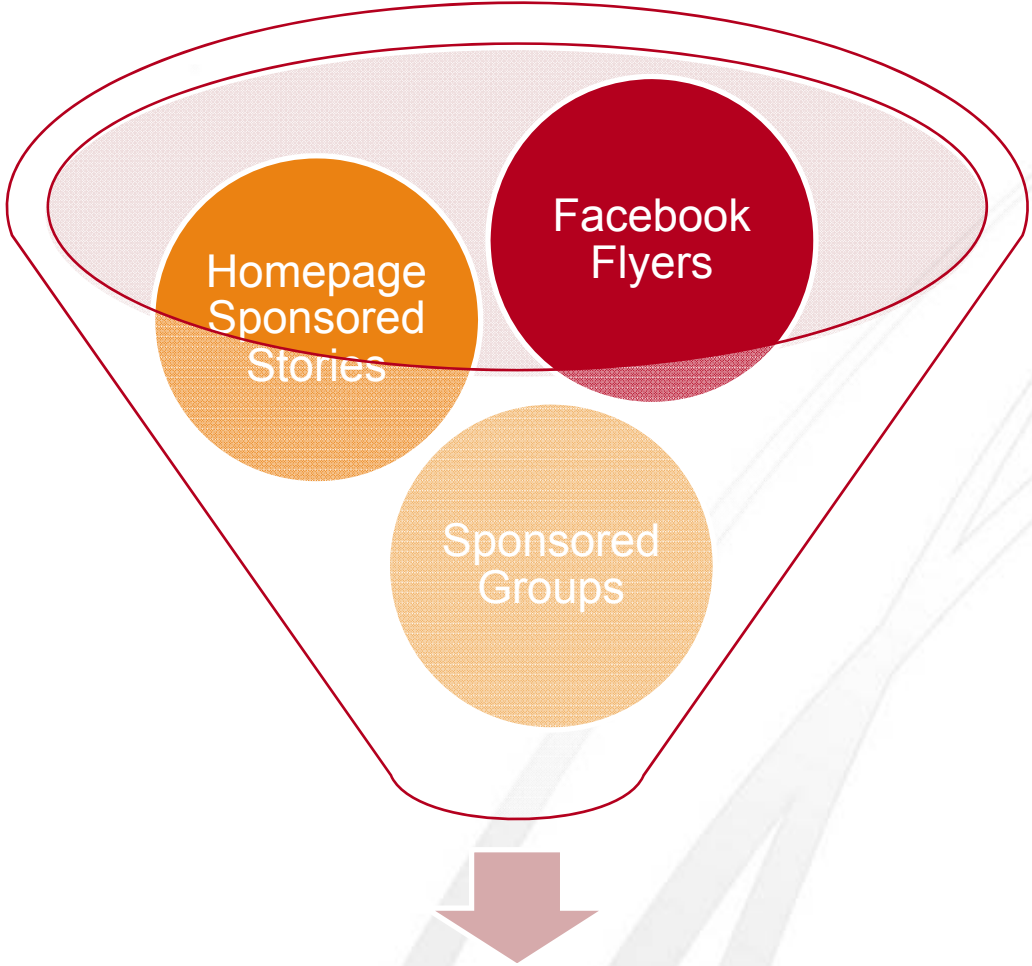 Facebook
Flyers
Homepage
Sponsored
Stories
Sponsored
Groups